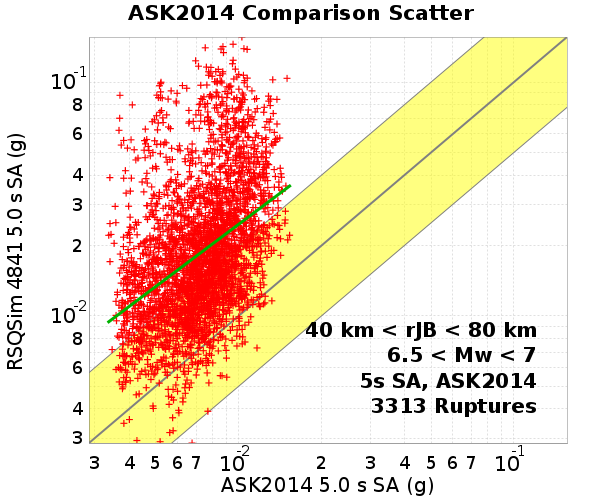 ASK2014 Comparison Scatter
RSQSim 4841 5.0 s SA (g)
10-1
8
6
4
3
2
10-2
8
6
4
3
40 km < rJB < 80 km
6.5 < Mw < 7
5s SA, ASK2014
3313 Ruptures
3 4 5 6 7 10-2 2 3 4 5 6 7 10-1
ASK2014 5.0 s SA (g)